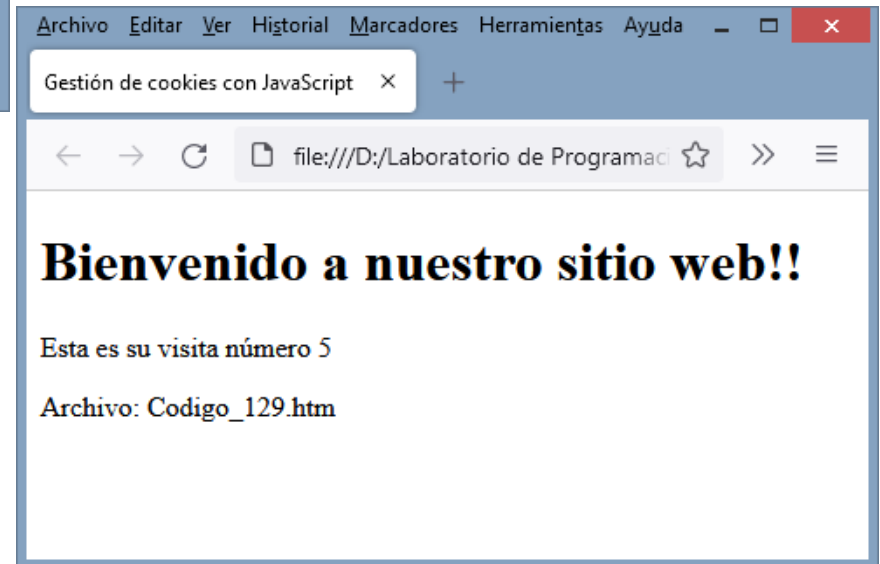 Archivo Editar Ver Historial Marcadores Herramientas Ayuda
Gestión de cookies con JavaScript
file:///D:/Laboratorio de Programaci
Bienvenido a nuestro sitio web!!
Esta es su visita número 5
Archivo: Codigo_129.htm